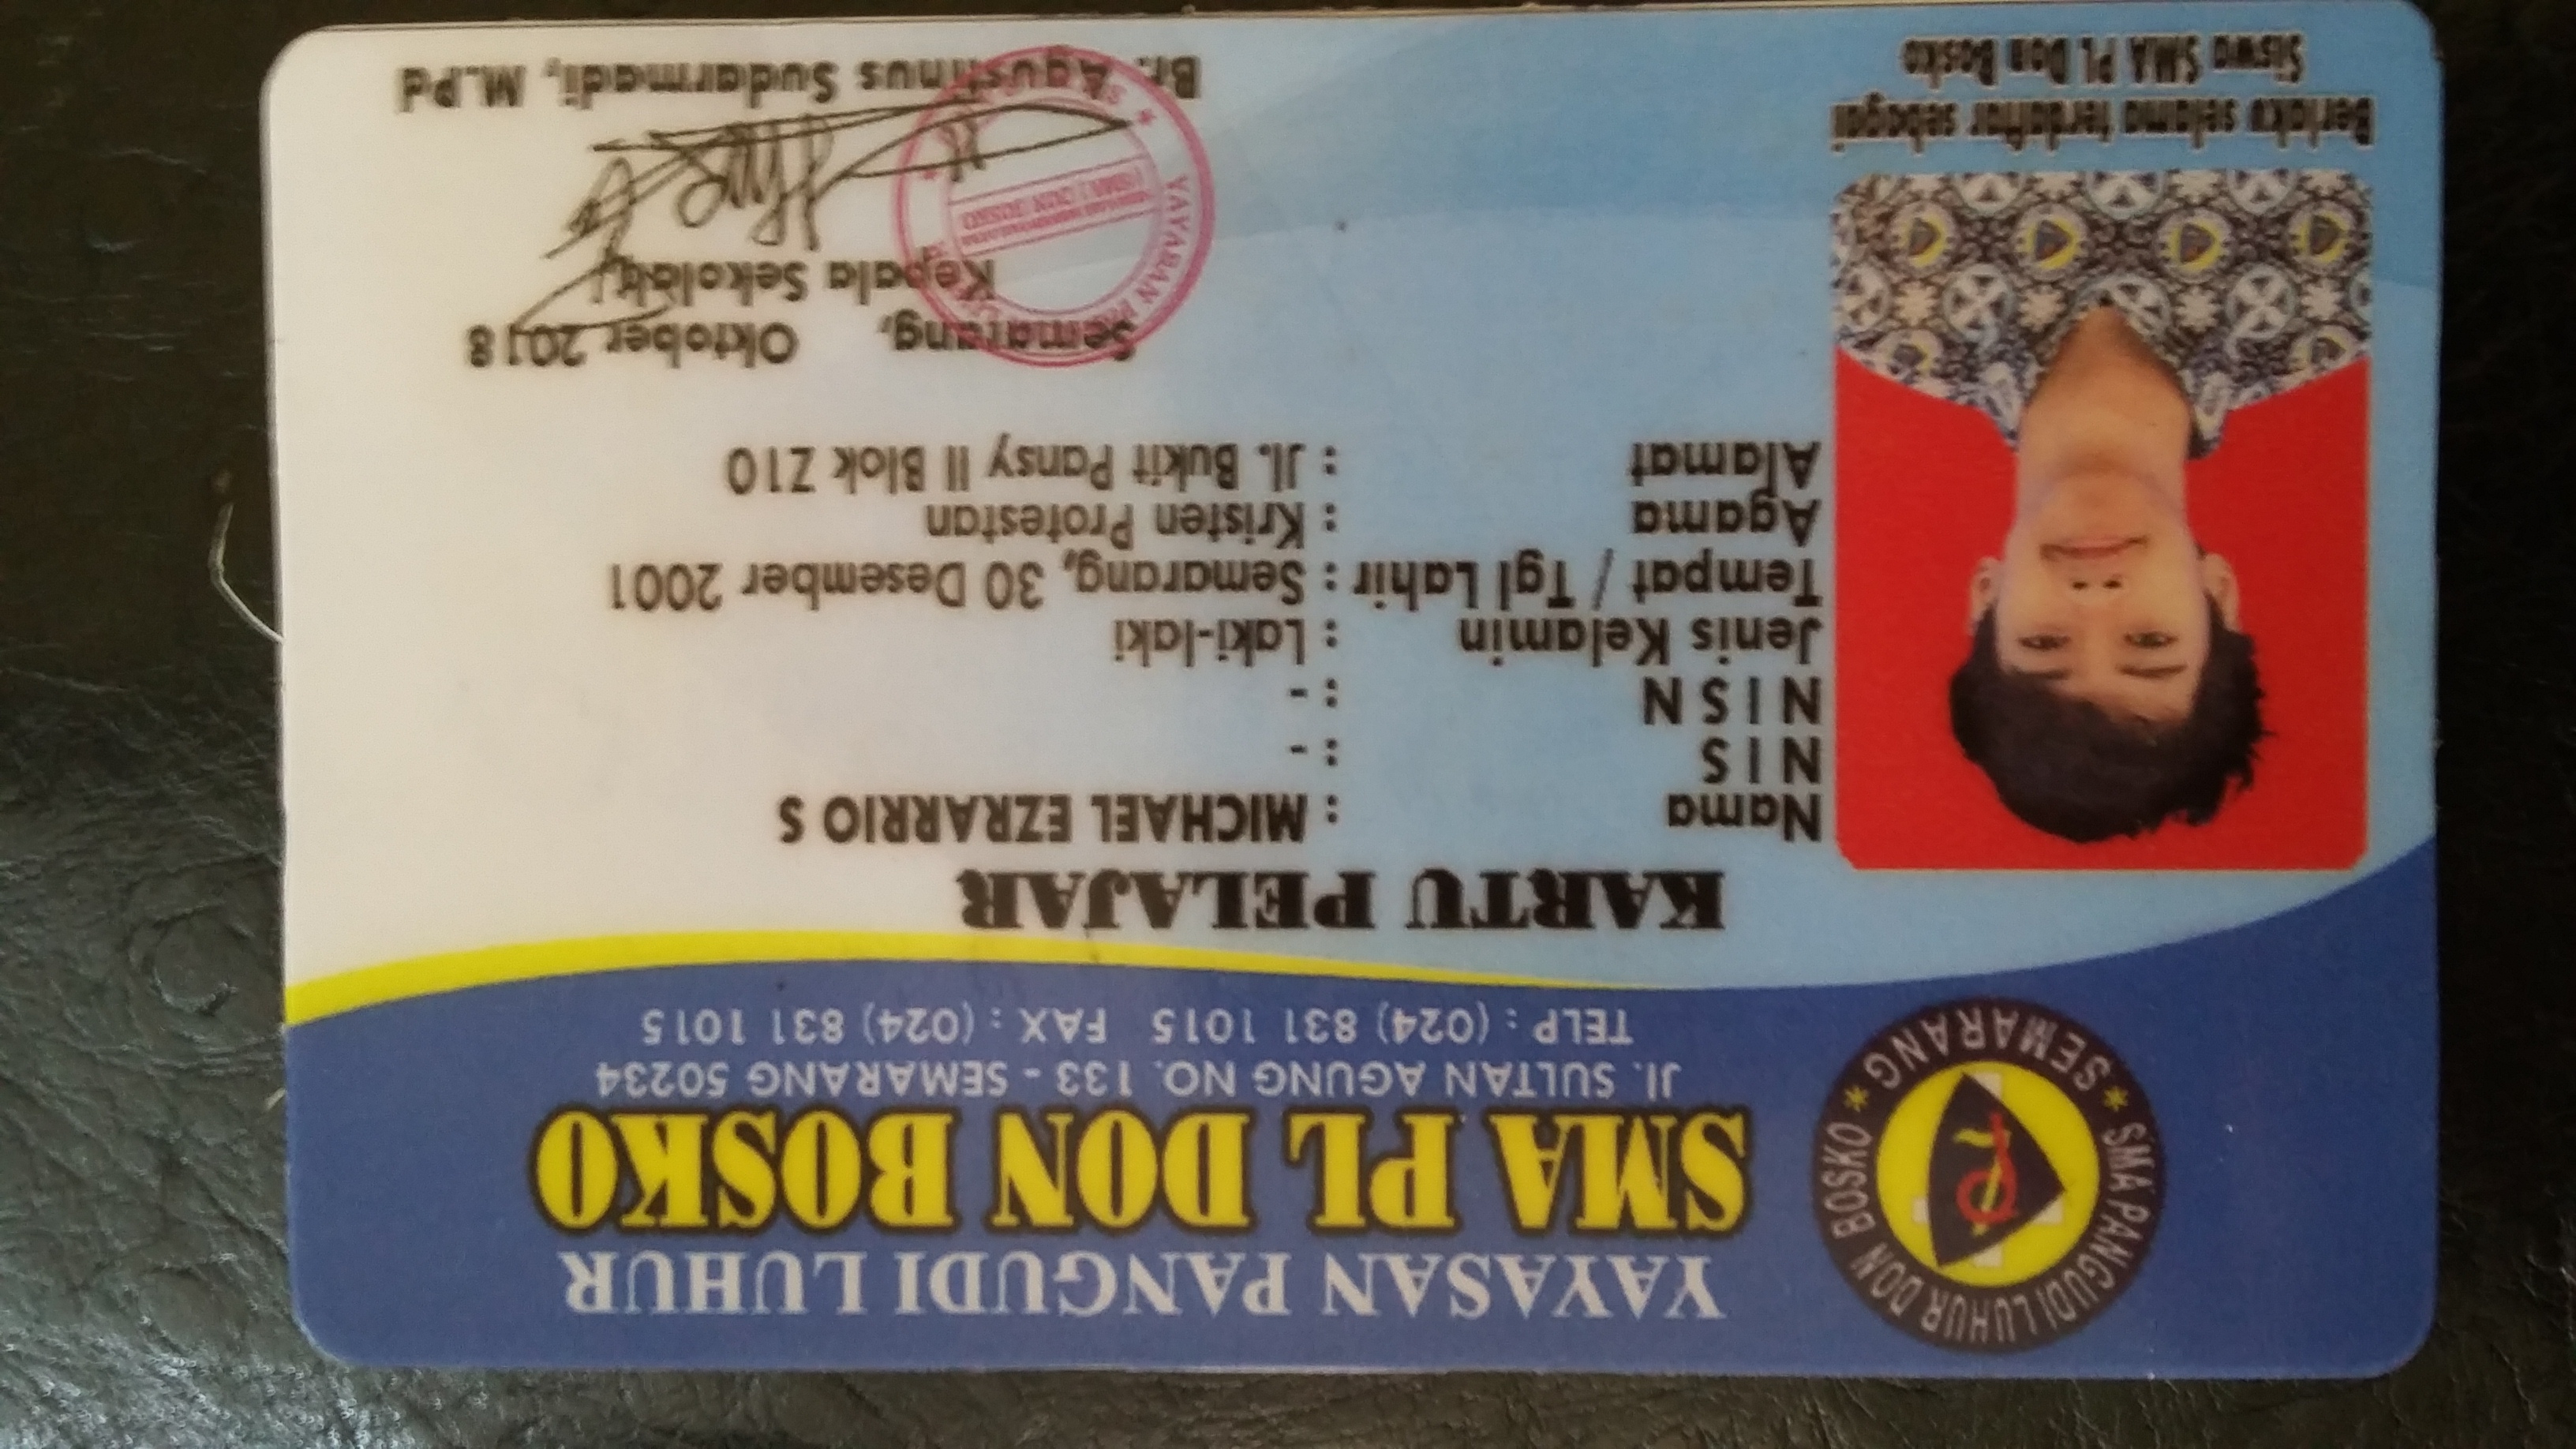 YAYASAN PANGUDI LUHUR
SMA PL DON BOSKO
Jl. SULTAN AGUNG NO. 133 - SEMARANG 50234
TELP : (024) 831 1015 FAX : (024) 831 1015
SMA PANGUDI LUHUR DON BOSKO
* SEMARANG *
PL
KARTU PELAJAR
Nama : MICHAEL EZRARRIO S
N I S : -
N I S N : -
Jenis Kelamin : Laki-laki
Tempat / Tgl Lahir : Semarang, 30 Desember 2001
Agama : Kristen Protestan
Alamat : Jl. Bukit Pansy II Blok Z10
Semarang, Oktober 2018
Kepala Sekolah
YAYASAN
DON BOSKO
Br. Agustinus Sudarmadi, M.Pd
Berlaku selama terdaftar sebagai
Siswa SMA PL Don Bosko